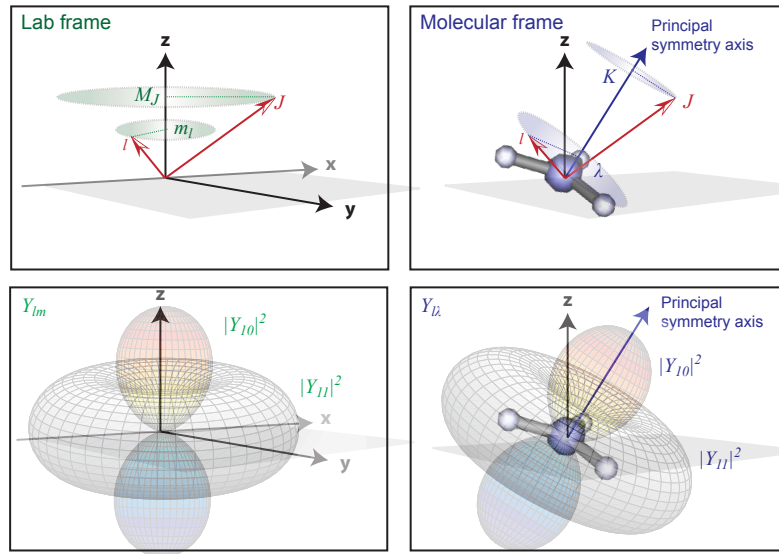 Lab frame
z
M_J
J
m_l
l
x
y
Molecular frame
Principal
symmetry axis
z
K
J
l
λ
Y_lm
z
|Y_10|^2
|Y_11|^2
x
y
Y_lλ
z
Principal
symmetry axis
|Y_10|^2
|Y_11|^2